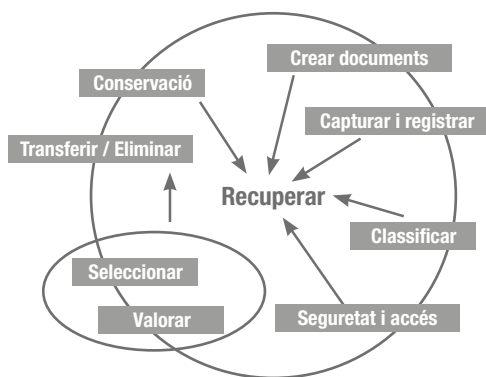 Crear documents
Conservació
Capturar i registrar
Transferir / Eliminar
Recuperar
Classificar
Seleccionar
Valorar
Seguretat i accés